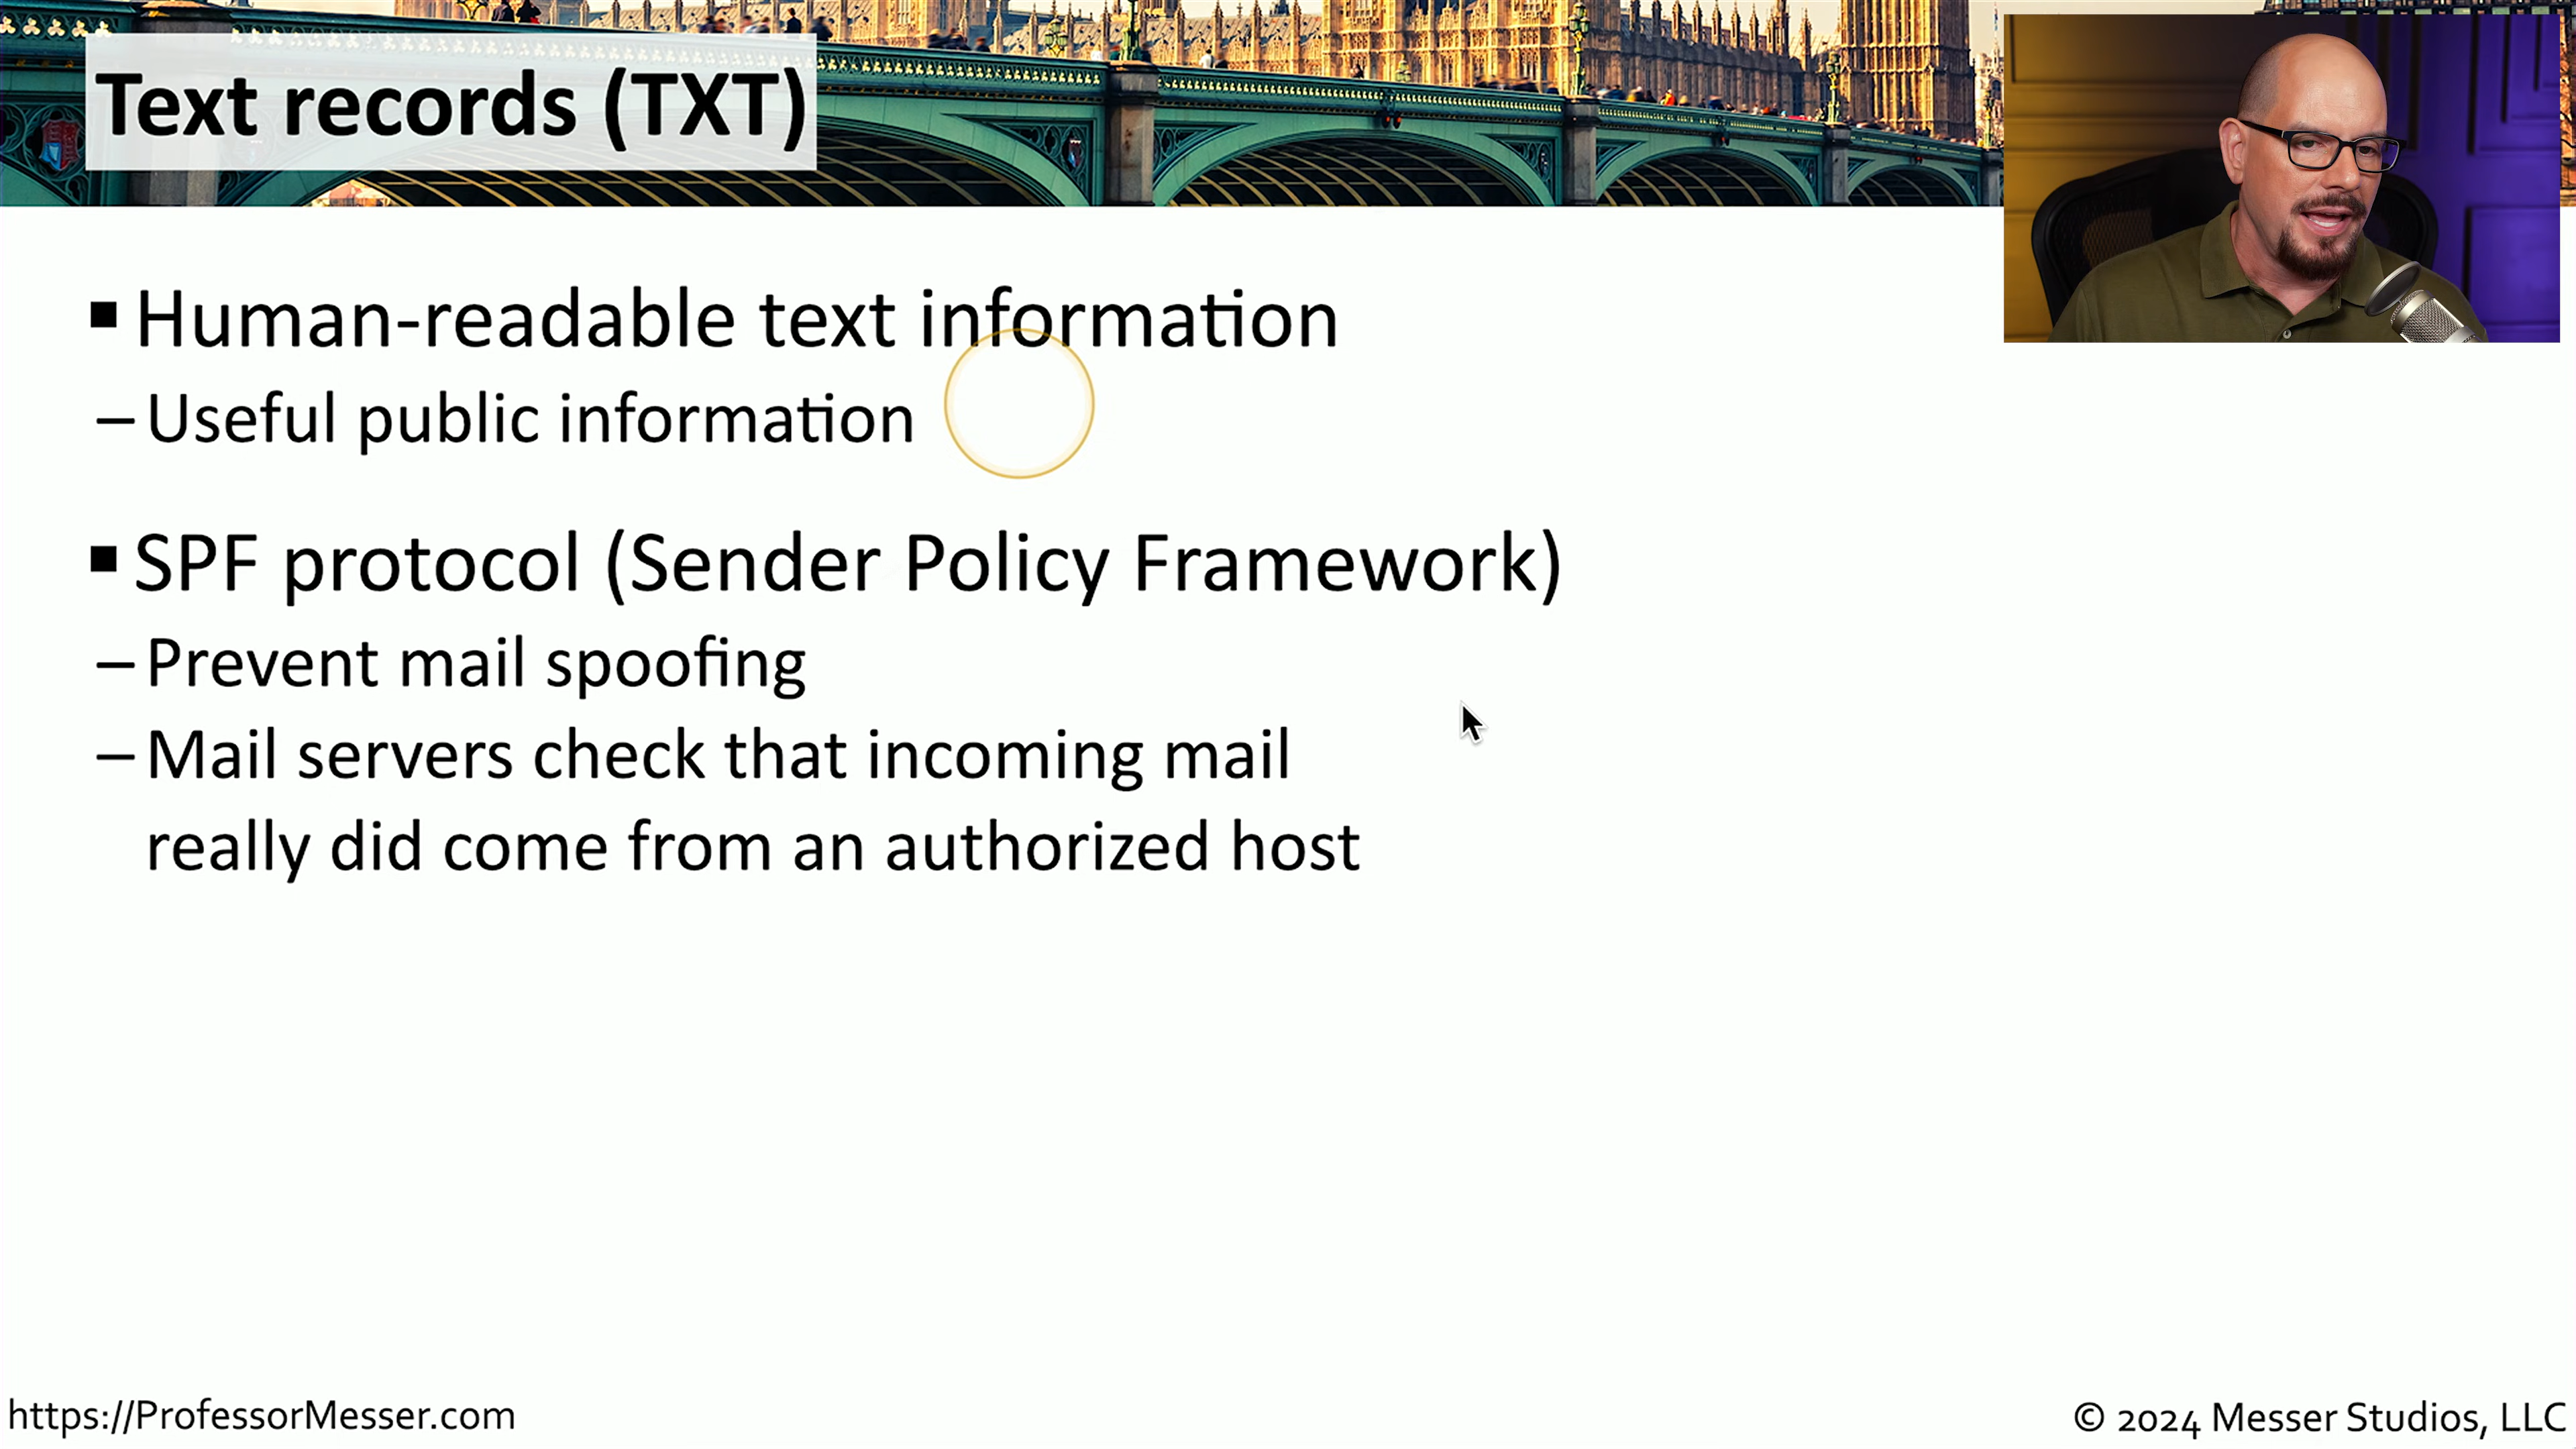 Text records (TXT)
▪ Human-readable text information
– Useful public information
▪ SPF protocol (Sender Policy Framework)
– Prevent mail spoofing
– Mail servers check that incoming mail
really did come from an authorized host
https://ProfessorMesser.com
© 2024 Messer Studios, LLC